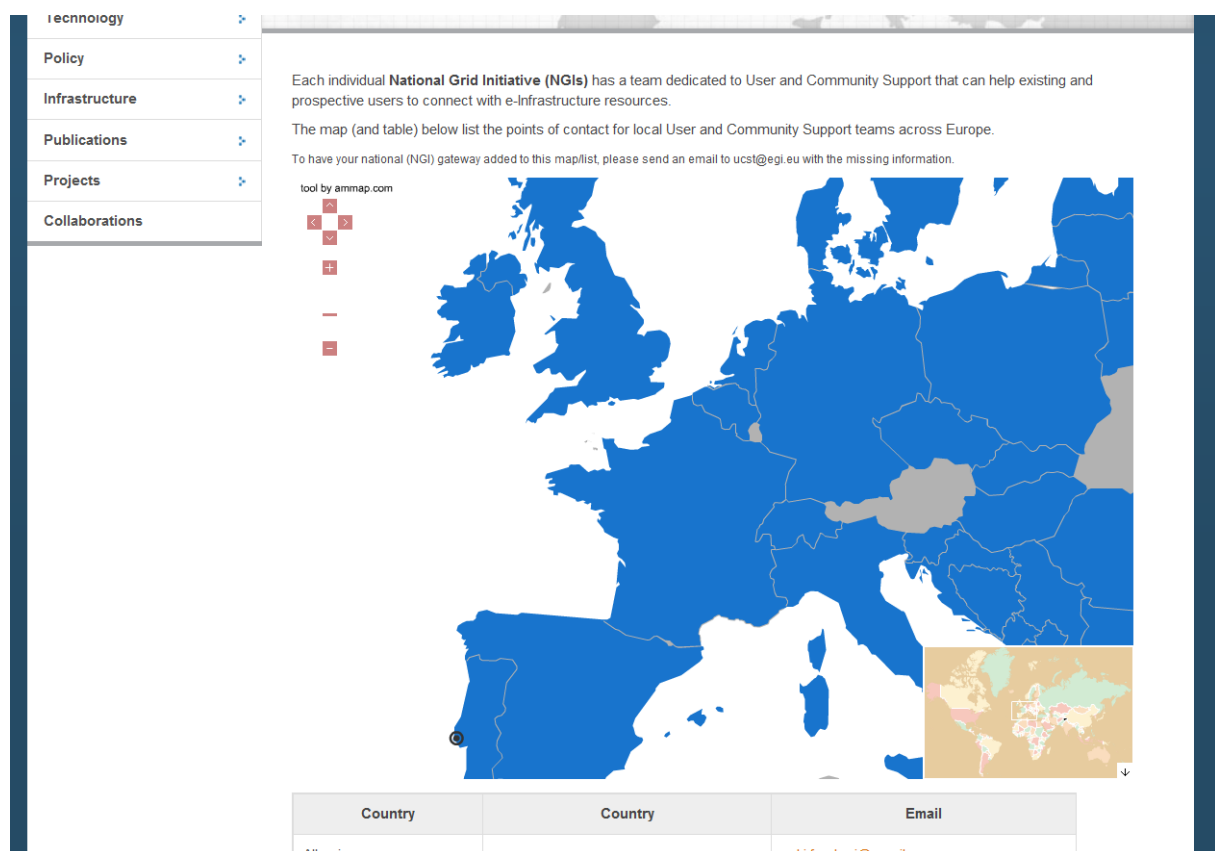 Technology
Policy
Infrastructure
Publications
Projects
Collaborations
Each individual National Grid Initiative (NGIs) has a team dedicated to User and Community Support that can help existing and
prospective users to connect with e-Infrastructure resources.
The map (and table) below list the points of contact for local User and Community Support teams across Europe.
To have your national (NGI) gateway added to this map/list, please send an email to ucst@egi.eu with the missing information.
tool by ammap.com
Country Country Email